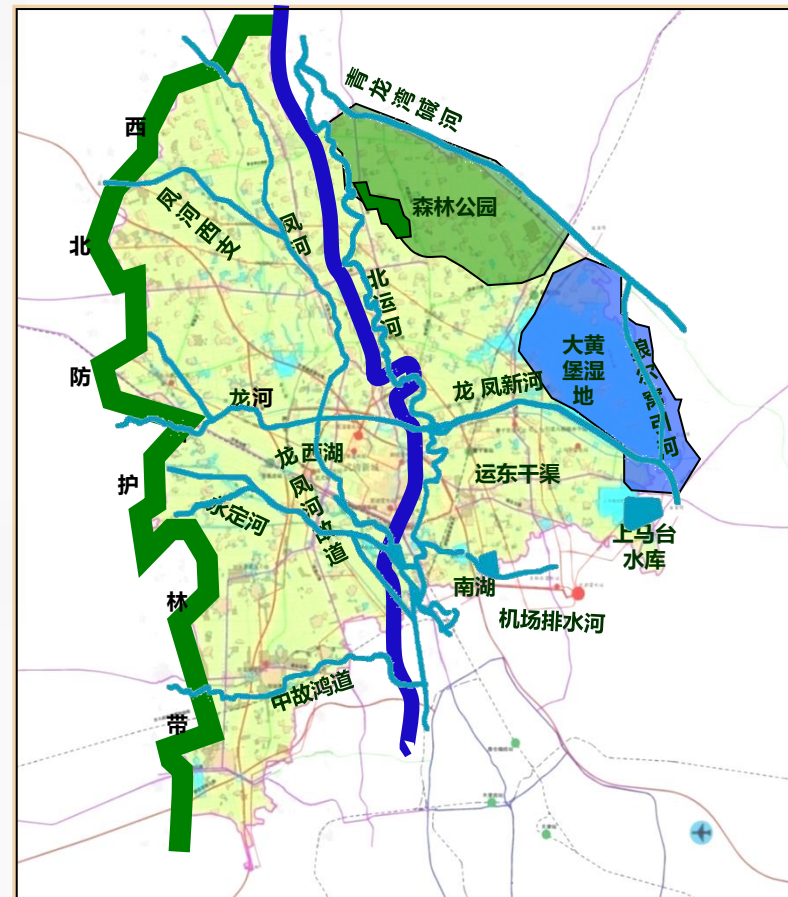 青龙湾碱河
西
森林公园
凤河西支
凤河
北
北运河
大黄
堡湿
地
防
龙河
龙 凤新河
龙
西湖
运东干渠
护
凤河故道
永定河
上马台
水库
南湖
林
机场排水河
中故鸿道
带